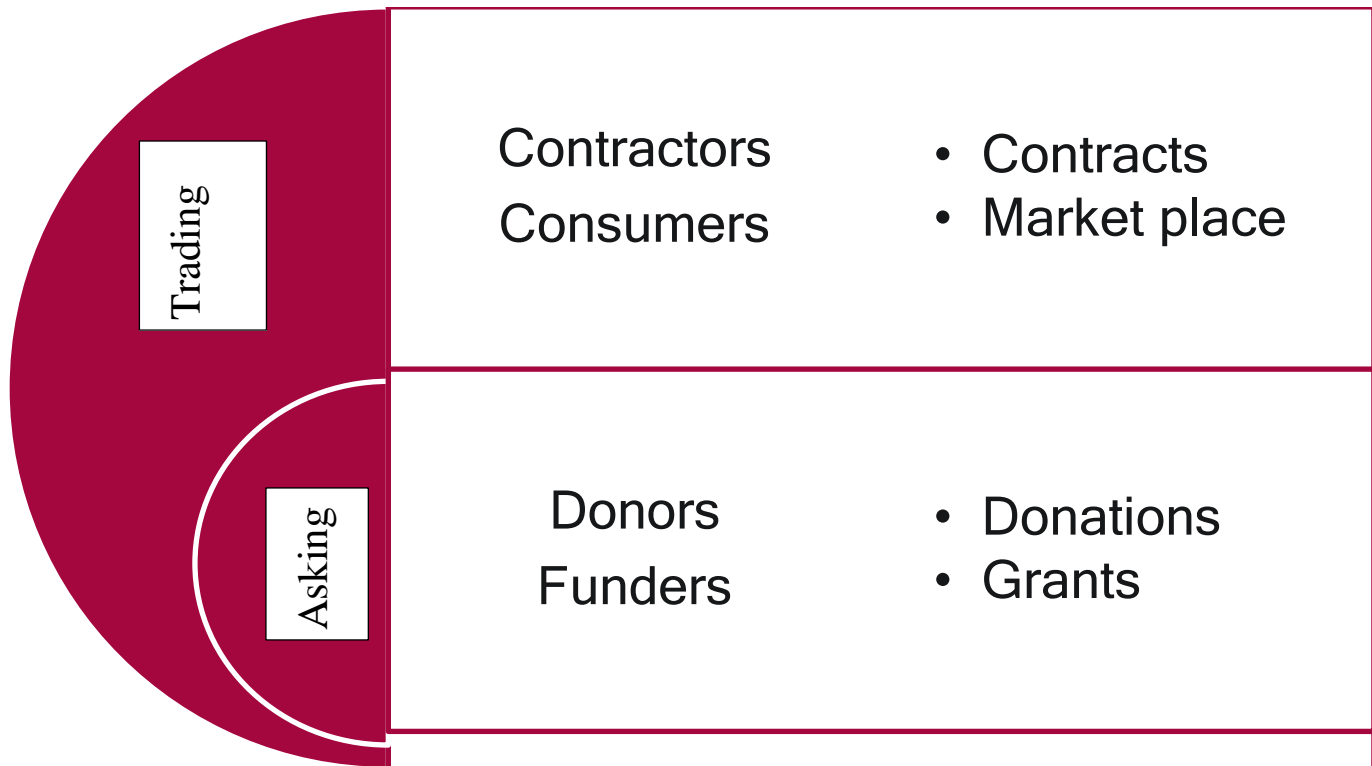 Trading
Contractors
Consumers
• Contracts
• Market place
Asking
Donors
Funders
• Donations
• Grants